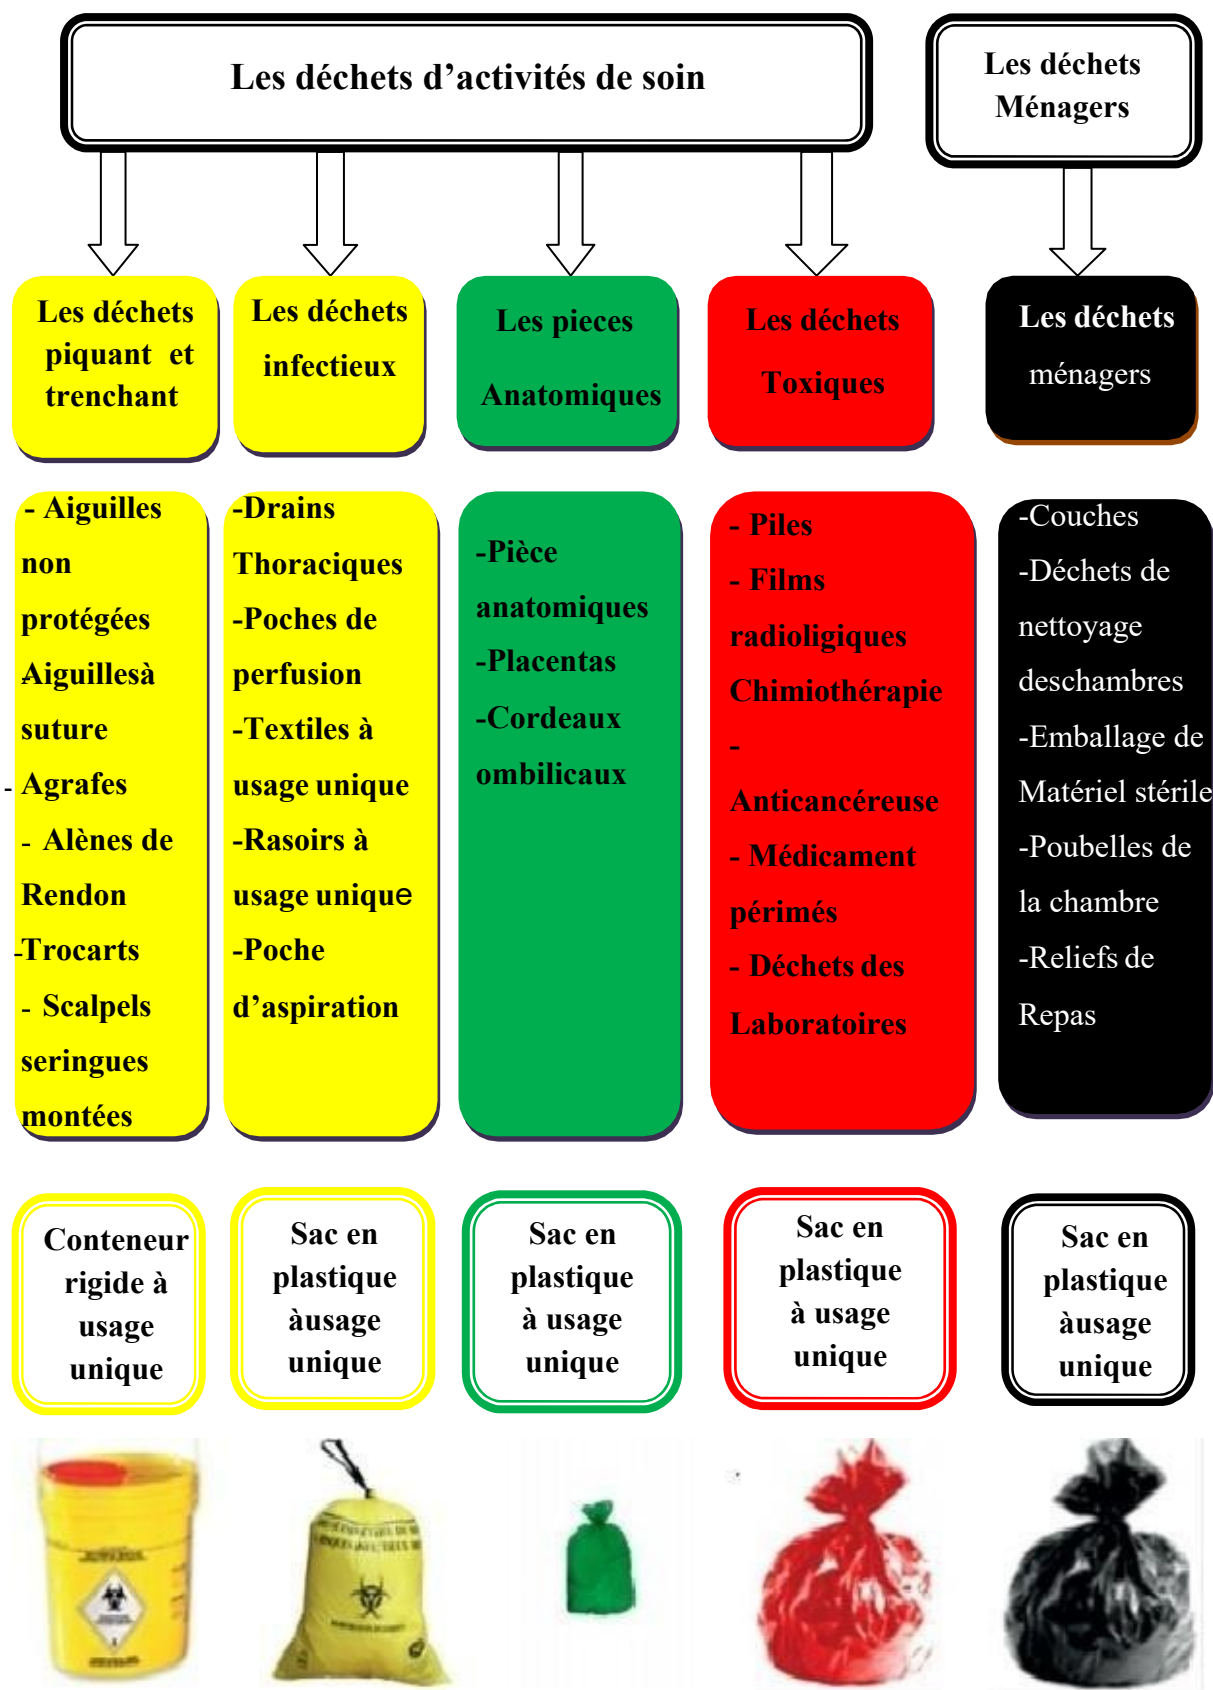 Les déchets d’activités de soin
Les déchets
Ménagers
Les déchets
piquant et
trenchant
Les déchets
infectieux
Les pieces
Anatomiques
Les déchets
Toxiques
Les déchets
ménagers
- Aiguilles
non
protégées
-Aiguillesà
suture
- Agrafes
- Alènes de
Rendon
-Trocarts
- Scalpels
seringues
montées
-Drains
Thoraciques
-Poches de
perfusion
-Textiles à
usage unique
-Rasoirs à
usage unique
-Poche
d’aspiration
-Pièce
anatomiques
-Placentas
-Cordeaux
ombilicaux
- Piles
- Films
radioligiques
Chimiothérapie
-
Anticancéreuse
- Médicament
périmés
- Déchets des
Laboratoires
-Couches
-Déchets de
nettoyage
deschambres
-Emballage de
Matériel stérile
-Poubelles de
la chambre
-Reliefs de
Repas
Conteneur
rigide à
usage
unique
Sac en
plastique
àusage
unique
Sac en
plastique
à usage
unique
Sac en
plastique
à usage
unique
Sac en
plastique
àusage
unique